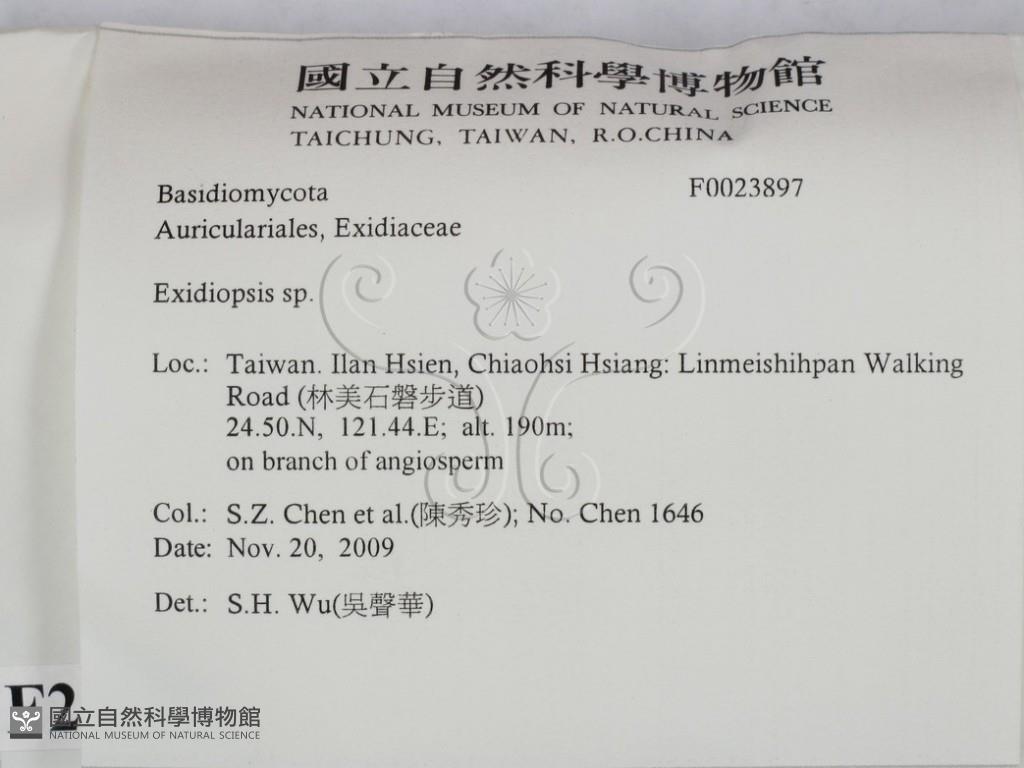 國立自然科學博物館
NATIONAL MUSEUM OF NATURAL SCIENCE
TAICHUNG, TAIWAN, R.O.CHINA
Basidiomycota F0023897
Auriculariales, Exidiaceae
Exidiopsis sp.
Loc.: Taiwan. Ilan Hsien, Chiaohsi Hsiang: Linmeishihpan Walking
Road (林美石磐步道)
24.50.N, 121.44.E; alt. 190m;
on branch of angiosperm
Col.: S.Z. Chen et al.(陳秀珍); No. Chen 1646
Date: Nov. 20, 2009
Det.: S.H. Wu(吳聲華)
國立自然科學博物館
NATIONAL MUSEUM OF NATURAL SCIENCE